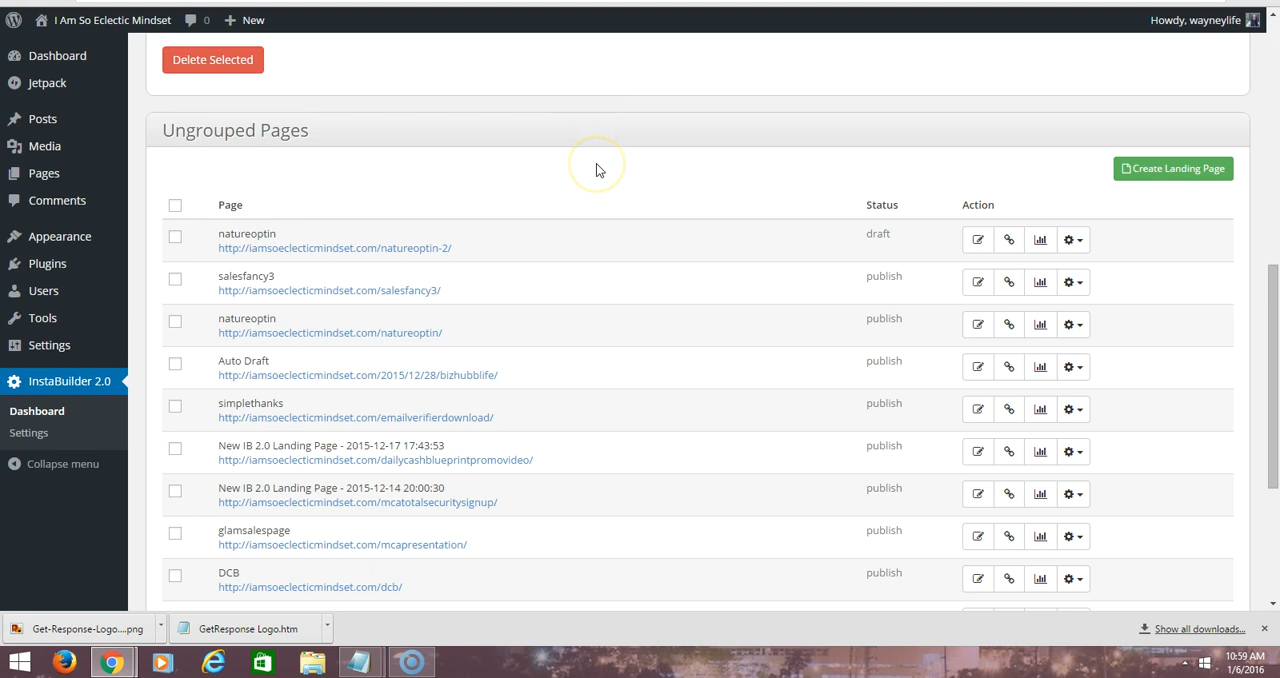 I Am So Eclectic Mindset 0 + New Howdy, wayneylife
Dashboard
Jetpack
Posts
Media
Pages
Comments
Appearance
Plugins
Users
Tools
Settings
InstaBuilder 2.0
Dashboard
Settings
Collapse menu
Delete Selected
Ungrouped Pages
Create Landing Page
Page Status Action
natureoptin draft
http://iamsoeclecticmindset.com/natureoptin-2/
salesfancy3 publish
http://iamsoeclecticmindset.com/salesfancy3/
natureoptin publish
http://iamsoeclecticmindset.com/natureoptin/
Auto Draft publish
http://iamsoeclecticmindset.com/2015/12/28/bizhubblife/
simplethanks publish
http://iamsoeclecticmindset.com/emailverifierdownload/
New IB 2.0 Landing Page - 2015-12-17 17:43:53 publish
http://iamsoeclecticmindset.com/dailycashblueprintpromovideo/
New IB 2.0 Landing Page - 2015-12-14 20:00:30 publish
http://iamsoeclecticmindset.com/mcatotalsecuritysignup/
glamsalespage publish
http://iamsoeclecticmindset.com/mcapresentation/
DCB publish
http://iamsoeclecticmindset.com/dcb/
Get-Response-Logo....png GetResponse Logo.htm Show all downloads...
10:59 AM
1/6/2016